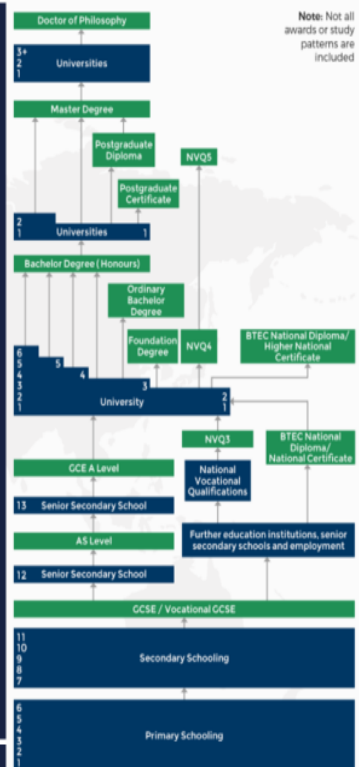 Note: Not all
awards or study
patterns are
included
Doctor of Philosophy
3+
2
1
Universities
Master Degree
Postgraduate
Diploma
NVQ5
Postgraduate
Certificate
2
1
Universities
1
Bachelor Degree (Honours)
Ordinary
Bachelor
Degree
Foundation
Degree
NVQ4
BTEC National Diploma/
Higher National
Certificate
6
5
4
3
2
1
5
4
3
2
1
University
NVQ3
BTEC National
Diploma/
National Certificate
GCE A Level
National
Vocational
Qualifications
13 Senior Secondary School
AS Level
Further education institutions, senior
secondary schools and employment
12 Senior Secondary School
GCSE / Vocational GCSE
11
10
9
8
7
Secondary Schooling
6
5
4
3
2
1
Primary Schooling